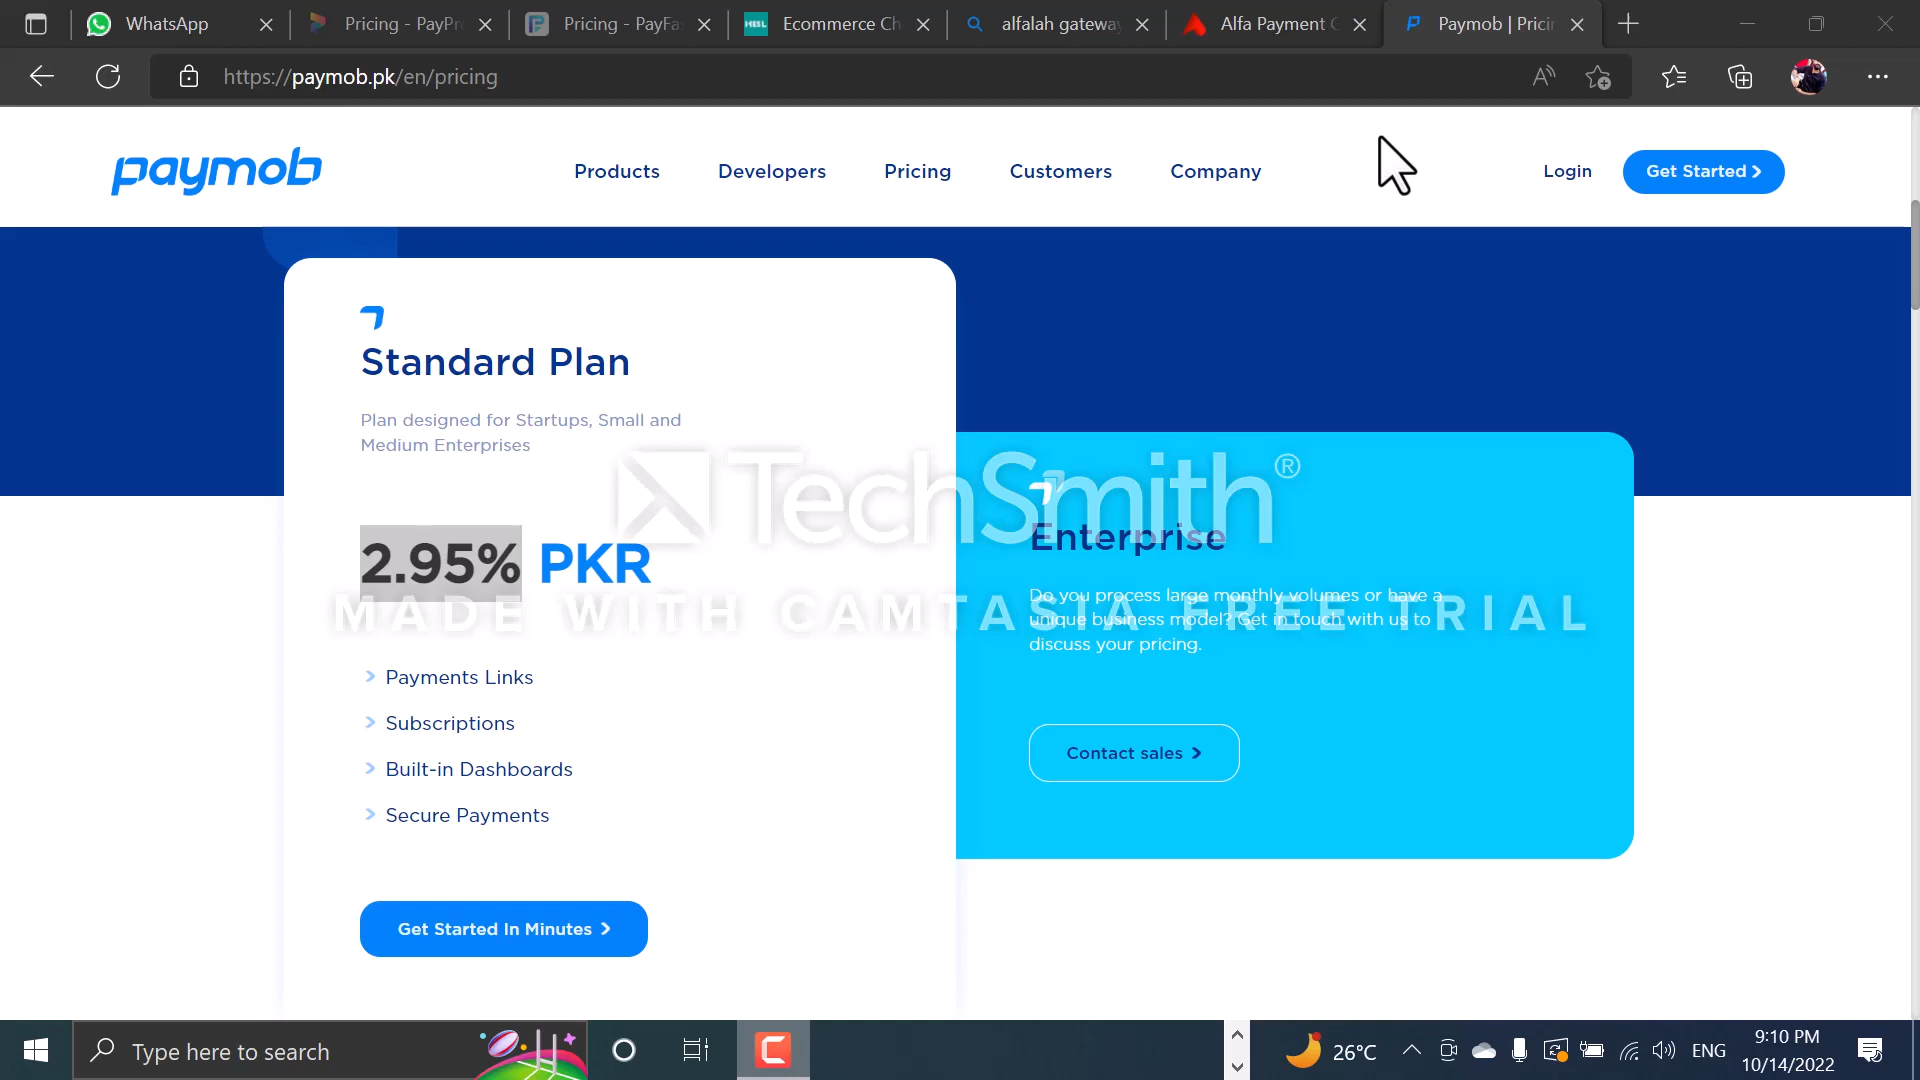 WhatsApp
Pricing - PayPr
Pricing - PayFas
Ecommerce Ch
alfalah gateway
Alfa Payment G
Paymob | Pricin
https://paymob.pk/en/pricing
paymob
Products
Developers
Pricing
Customers
Company
Login
Get Started
Standard Plan
Plan designed for Startups, Small and
Medium Enterprises
2.95% PKR
Payments Links
Subscriptions
Built-in Dashboards
Secure Payments
Get Started In Minutes
Enterprise
Do you process large monthly volumes or have a
unique business model? Get in touch with us to
discuss your pricing.
Contact sales
TechSmith®
MADE WITH CAMTASIA FREE TRIAL
Type here to search
26°C
ENG
9:10 PM
10/14/2022